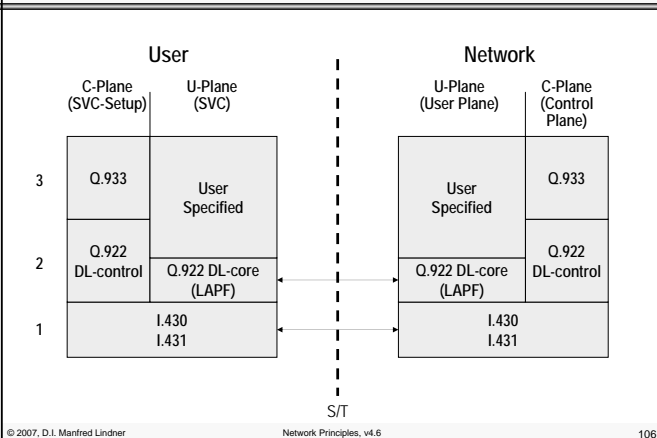 User
Network
C-Plane
(SVC-Setup)
U-Plane
(SVC)
U-Plane
(User Plane)
C-Plane
(Control
Plane)
3
Q.933
User
Specified
User
Specified
Q.933
2
Q.922
DL-control
Q.922 DL-core
(LAPF)
Q.922 DL-core
(LAPF)
Q.922
DL-control
1
I.430
I.431
I.430
I.431
S/T
© 2007, D.I. Manfred Lindner
Network Principles, v4.6
106